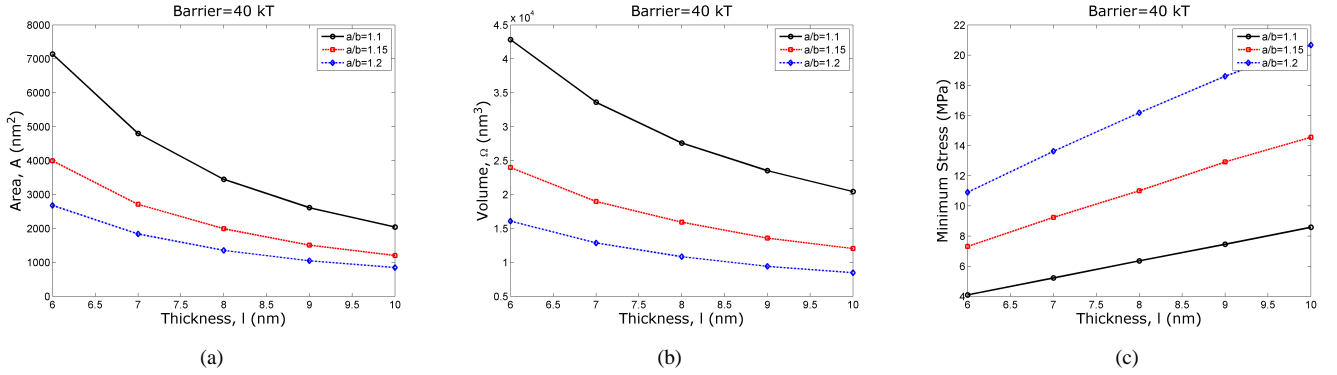 Barrier=40 kT
8000
7000
6000
5000
4000
3000
2000
1000
0
Area, A (nm²)
a/b=1.1
a/b=1.15
a/b=1.2
6
6.5
7
7.5
8
8.5
9
9.5
10
Thickness, l (nm)
(a)
Barrier=40 kT
x 10⁴
4.5
4
3.5
3
2.5
2
1.5
1
0.5
Volume, Ω (nm³)
a/b=1.1
a/b=1.15
a/b=1.2
6
6.5
7
7.5
8
8.5
9
9.5
10
Thickness, l (nm)
(b)
Barrier=40 kT
22
20
18
16
14
12
10
8
6
4
Minimum Stress (MPa)
a/b=1.1
a/b=1.15
a/b=1.2
6
6.5
7
7.5
8
8.5
9
9.5
10
Thickness, l (nm)
(c)